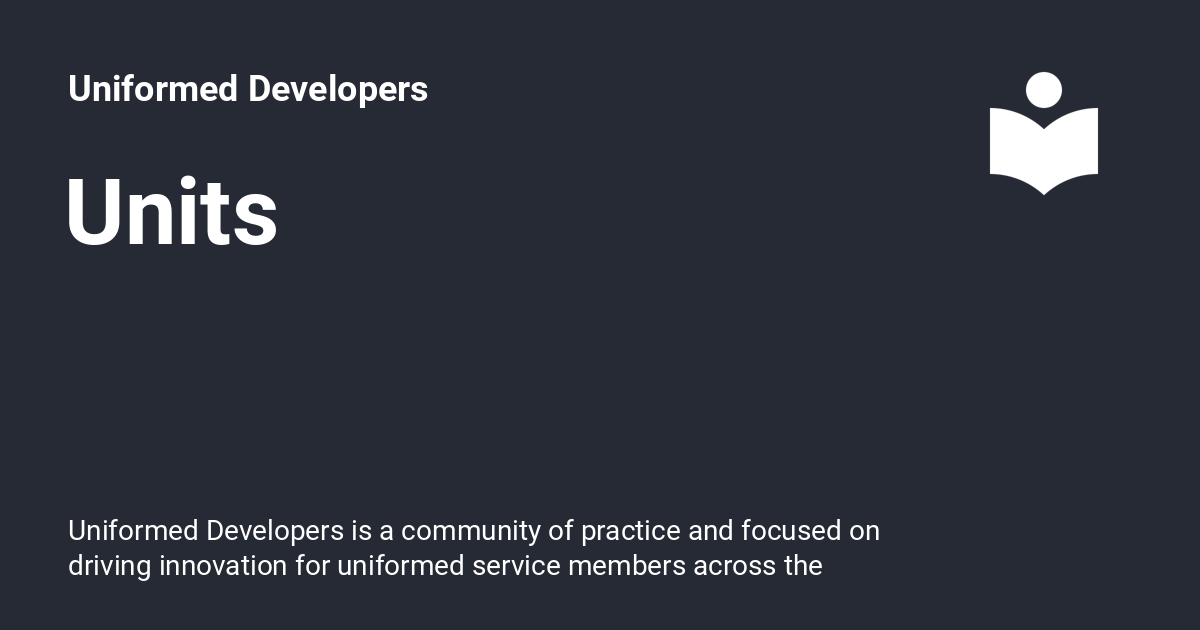 Uniformed Developers
Units
Uniformed Developers is a community of practice and focused on
driving innovation for uniformed service members across the